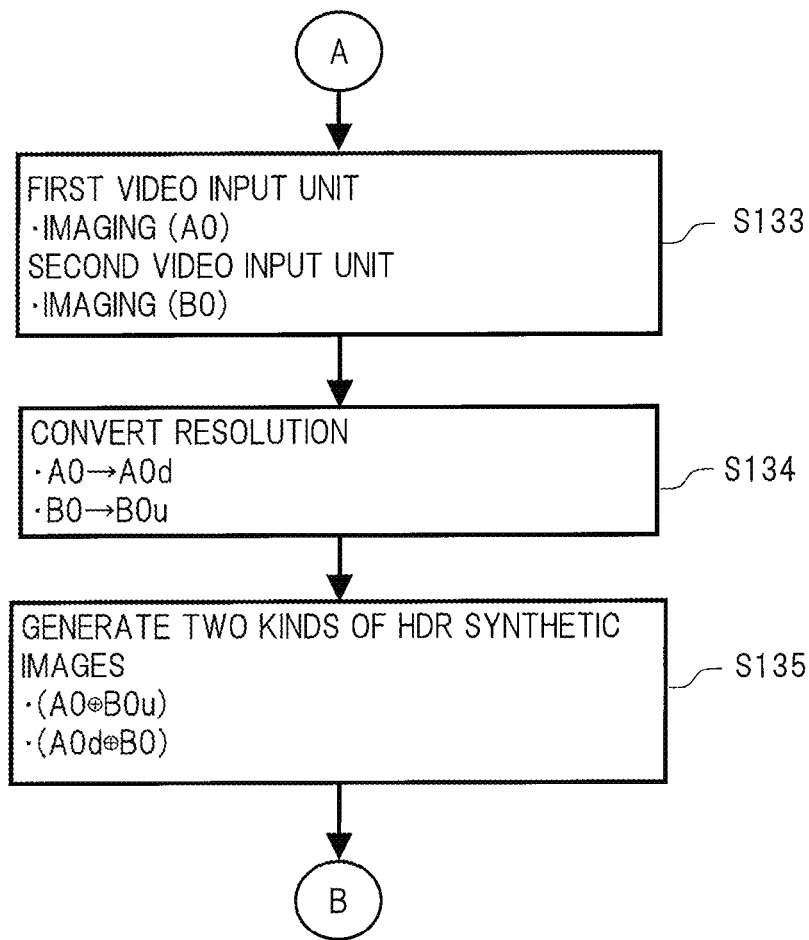 A
FIRST VIDEO INPUT UNIT
·IMAGING (A0)
SECOND VIDEO INPUT UNIT
·IMAGING (B0)
S133
CONVERT RESOLUTION
·A0→A0d
·B0→B0u
S134
GENERATE TWO KINDS OF HDR SYNTHETIC
IMAGES
·(A0⊕B0u)
·(A0d⊕B0)
S135
B